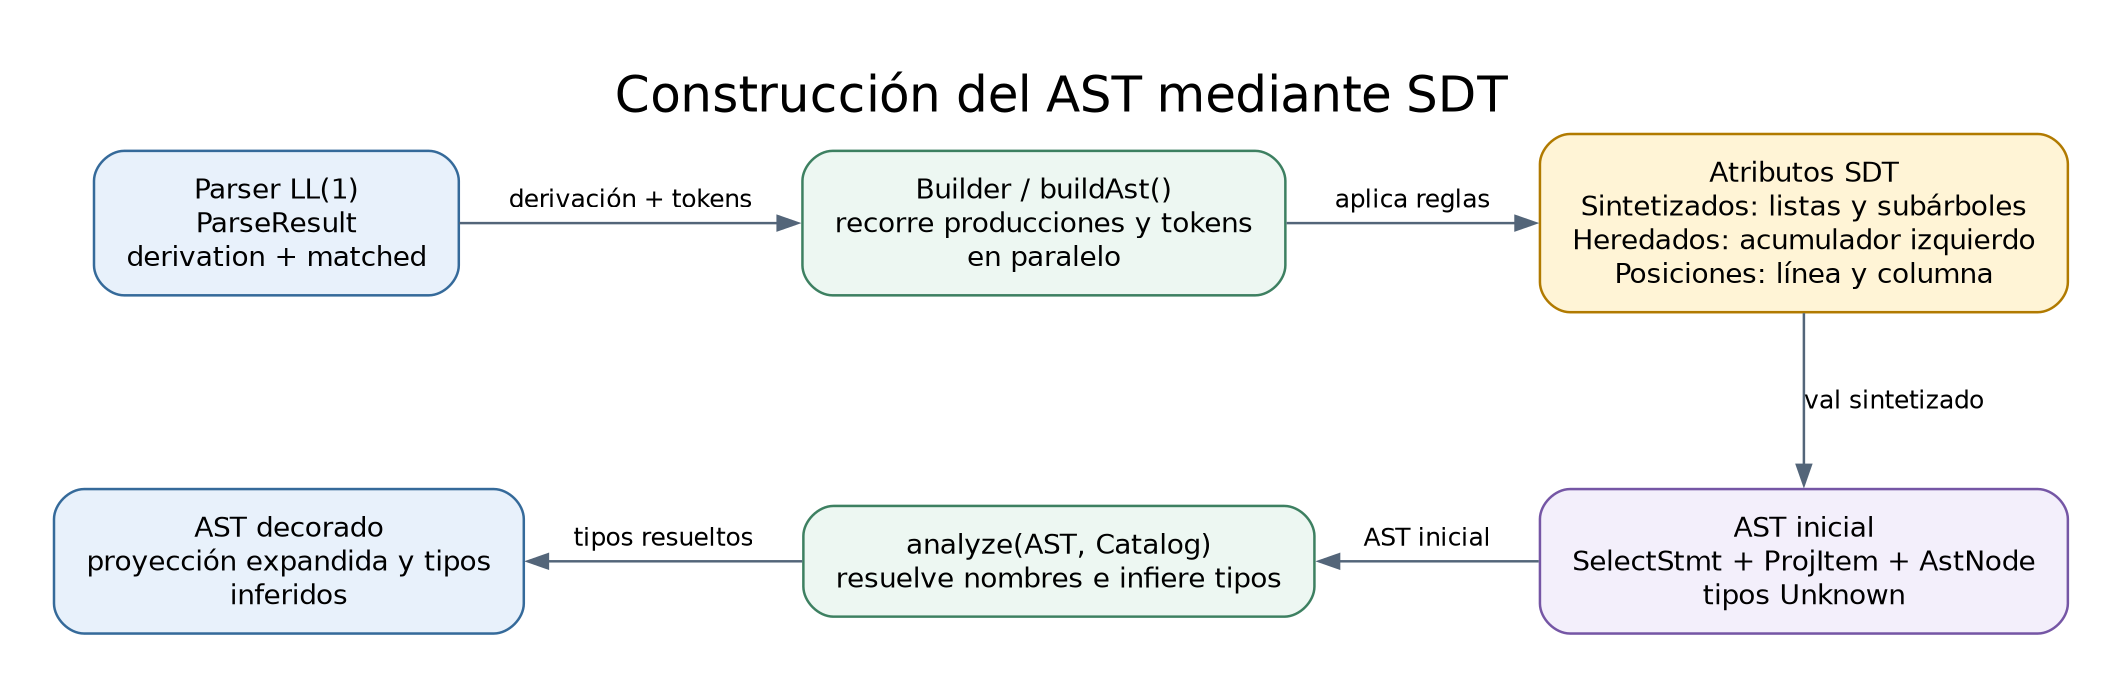 Construcción del AST mediante SDT
Parser LL(1)
ParseResult
derivation + matched
derivación + tokens
Builder / buildAst()
recorre producciones y tokens
en paralelo
aplica reglas
Atributos SDT
Sintetizados: listas y subárboles
Heredados: acumulador izquierdo
Posiciones: línea y columna
val sintetizado
AST inicial
SelectStmt + ProjItem + AstNode
tipos Unknown
AST inicial
analyze(AST, Catalog)
resuelve nombres e infiere tipos
tipos resueltos
AST decorado
proyección expandida y tipos
inferidos